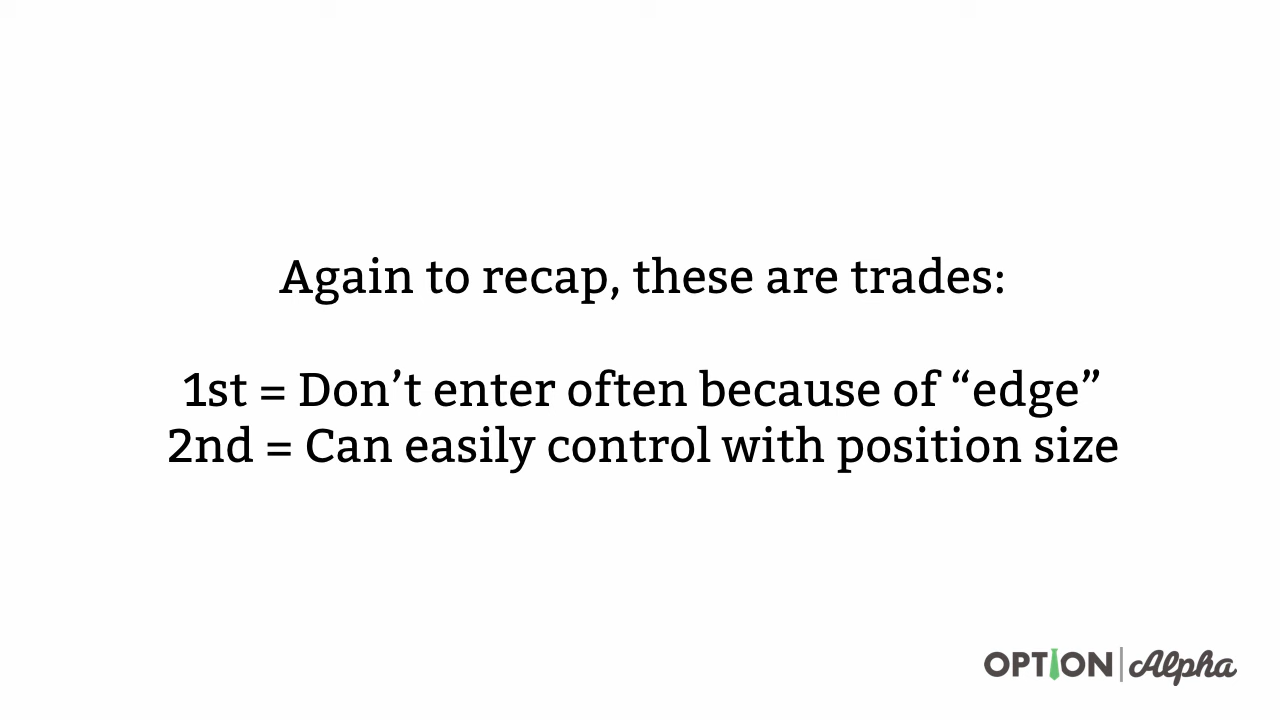 Again to recap, these are trades:
1st = Don’t enter often because of “edge”
2nd = Can easily control with position size
OPTION | Alpha